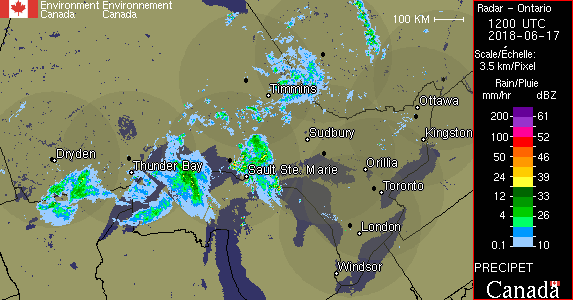 Environment Environnement
Canada Canada
100 KM
Timmins
Ottawa
Sudbury
Kingston
Dryden
Thunder Bay
Sault Ste. Marie
Orillia
Toronto
London
Windsor
Radar - Ontario
1200 UTC
2018-06-17
Scale/Échelle:
3.5 km/Pixel
Rain/Pluie
mm/hr dBZ
200 61
100 56
50 52
50 46
24 39
12 33
4 26
0.1 10
PRECIPET
Canada